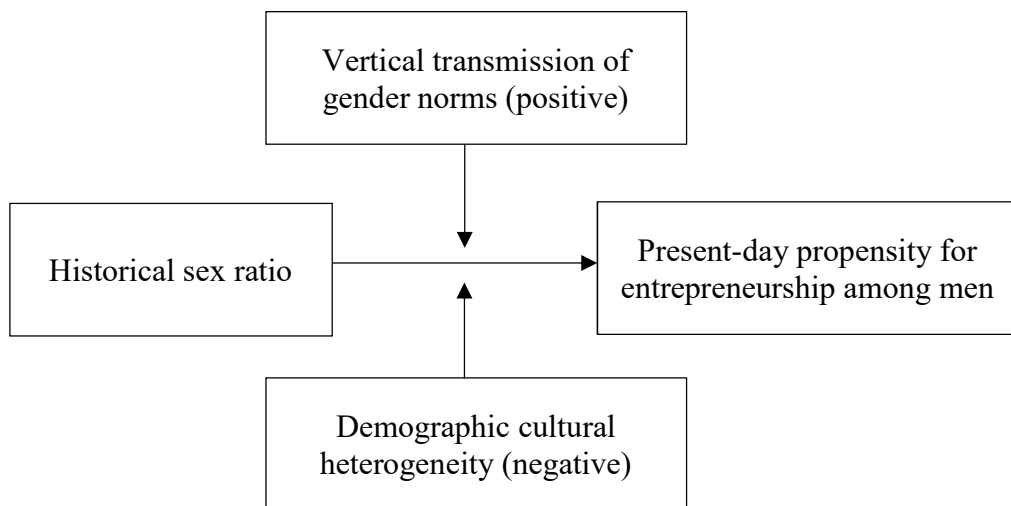 Vertical transmission of
gender norms (positive)
Historical sex ratio
Present-day propensity for
entrepreneurship among men
Demographic cultural
heterogeneity (negative)